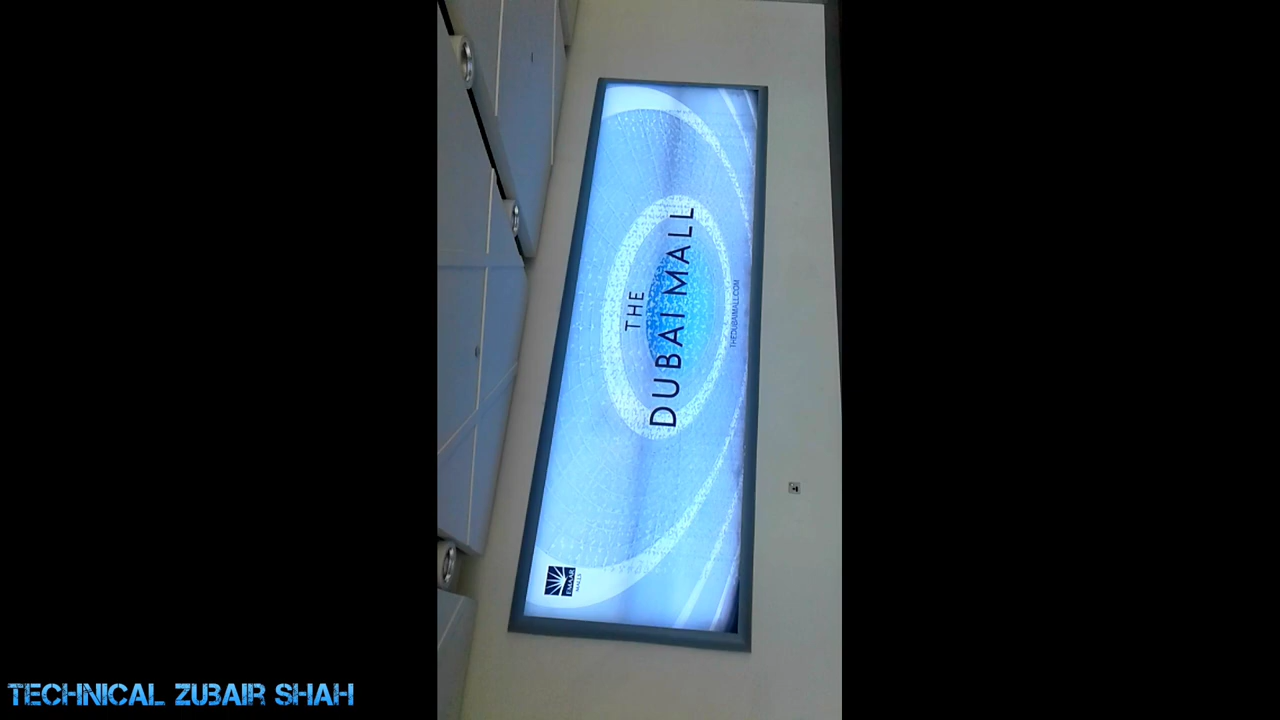 THE
DUBAI MALL
THEDUBAIMALL.COM
EMAAR
MALLS
TECHNICAL ZUBAIR SHAH